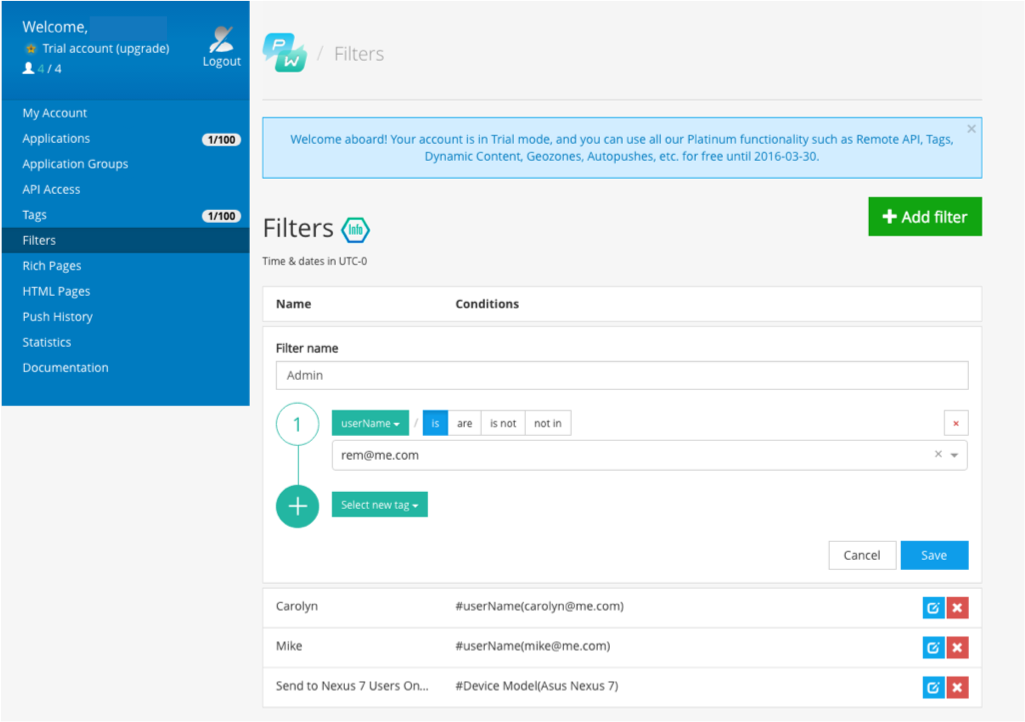 Welcome,
Trial account (upgrade)
4 / 4
Logout
My Account
Applications 1/100
Application Groups
API Access
Tags 1/100
Filters
Rich Pages
HTML Pages
Push History
Statistics
Documentation
PW / Filters
Welcome aboard! Your account is in Trial mode, and you can use all our Platinum functionality such as Remote API, Tags,
Dynamic Content, Geozones, Autopushes, etc. for free until 2016-03-30.
×
Filters Info
+ Add filter
Time & dates in UTC-0
Name Conditions
Filter name
Admin
1 userName / is are is not not in ×
rem@me.com ×
+ Select new tag
Cancel Save
Carolyn #userName(carolyn@me.com)
Mike #userName(mike@me.com)
Send to Nexus 7 Users On... #Device Model(Asus Nexus 7)